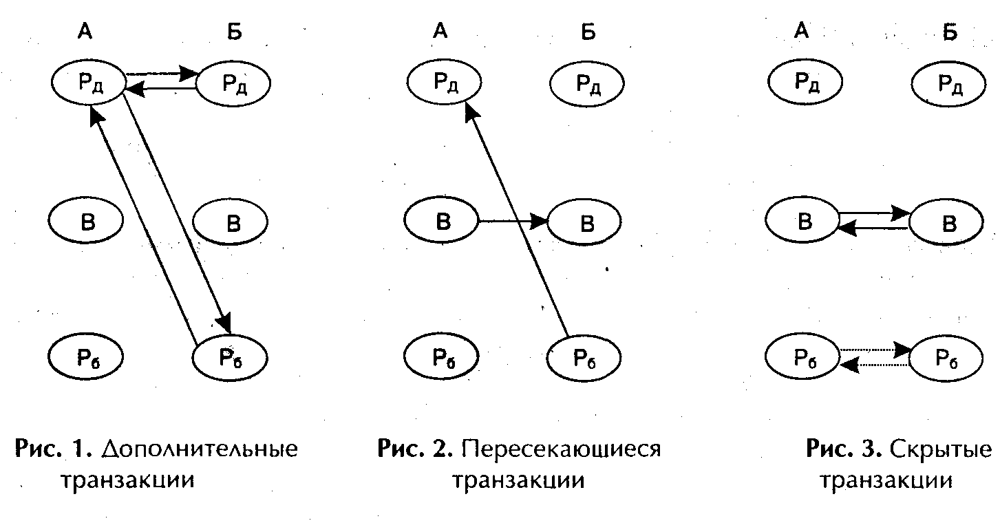 А Б А Б А Б
Рд Рд Рд Рд Рд Рд
В В В В В В
Рб Рб Рб Рб Рб Рб
Рис. 1. Дополнительные
транзакции
Рис. 2. Пересекающиеся
транзакции
Рис. 3. Скрытые
транзакции